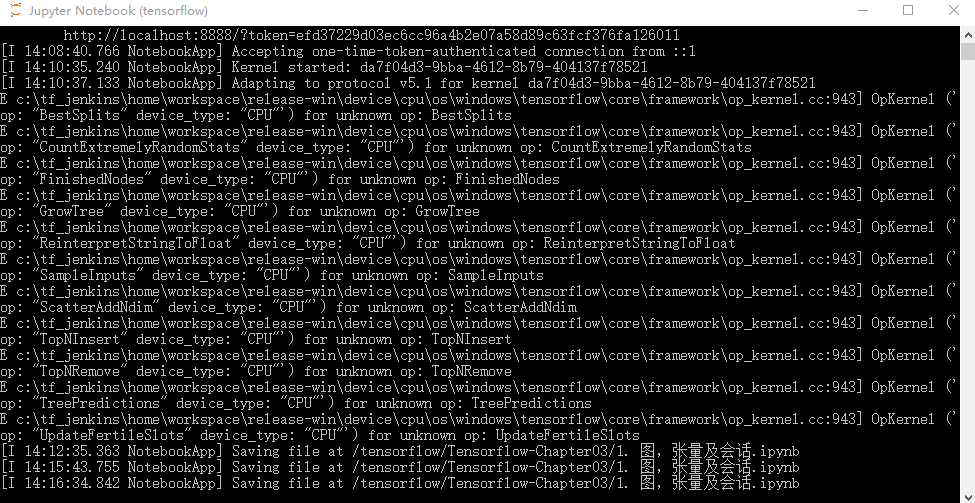 Jupyter Notebook (tensorflow)
http://localhost:8888/?token=efd37229d03ec6cc96a4b2e07a58d89c63fcf376fa126011
[I 14:08:40.766 NotebookApp] Accepting one-time-token-authenticated connection from ::1
[I 14:10:35.240 NotebookApp] Kernel started: da7f04d3-9bba-4612-8b79-404137f78521
[I 14:10:37.133 NotebookApp] Adapting to protocol v5.1 for kernel da7f04d3-9bba-4612-8b79-404137f78521
E c:\tf_jenkins\home\workspace\release-win\device\cpu\os\windows\tensorflow\core\framework\op_kernel.cc:943] OpKernel ('
op: "BestSplits" device_type: "CPU"') for unknown op: BestSplits
E c:\tf_jenkins\home\workspace\release-win\device\cpu\os\windows\tensorflow\core\framework\op_kernel.cc:943] OpKernel ('
op: "CountExtremelyRandomStats" device_type: "CPU"') for unknown op: CountExtremelyRandomStats
E c:\tf_jenkins\home\workspace\release-win\device\cpu\os\windows\tensorflow\core\framework\op_kernel.cc:943] OpKernel ('
op: "FinishedNodes" device_type: "CPU"') for unknown op: FinishedNodes
E c:\tf_jenkins\home\workspace\release-win\device\cpu\os\windows\tensorflow\core\framework\op_kernel.cc:943] OpKernel ('
op: "GrowTree" device_type: "CPU"') for unknown op: GrowTree
E c:\tf_jenkins\home\workspace\release-win\device\cpu\os\windows\tensorflow\core\framework\op_kernel.cc:943] OpKernel ('
op: "ReinterpretStringToFloat" device_type: "CPU"') for unknown op: ReinterpretStringToFloat
E c:\tf_jenkins\home\workspace\release-win\device\cpu\os\windows\tensorflow\core\framework\op_kernel.cc:943] OpKernel ('
op: "SampleInputs" device_type: "CPU"') for unknown op: SampleInputs
E c:\tf_jenkins\home\workspace\release-win\device\cpu\os\windows\tensorflow\core\framework\op_kernel.cc:943] OpKernel ('
op: "ScatterAddNdim" device_type: "CPU"') for unknown op: ScatterAddNdim
E c:\tf_jenkins\home\workspace\release-win\device\cpu\os\windows\tensorflow\core\framework\op_kernel.cc:943] OpKernel ('
op: "TopNInsert" device_type: "CPU"') for unknown op: TopNInsert
E c:\tf_jenkins\home\workspace\release-win\device\cpu\os\windows\tensorflow\core\framework\op_kernel.cc:943] OpKernel ('
op: "TopNRemove" device_type: "CPU"') for unknown op: TopNRemove
E c:\tf_jenkins\home\workspace\release-win\device\cpu\os\windows\tensorflow\core\framework\op_kernel.cc:943] OpKernel ('
op: "TreePredictions" device_type: "CPU"') for unknown op: TreePredictions
E c:\tf_jenkins\home\workspace\release-win\device\cpu\os\windows\tensorflow\core\framework\op_kernel.cc:943] OpKernel ('
op: "UpdateFertileSlots" device_type: "CPU"') for unknown op: UpdateFertileSlots
[I 14:12:35.363 NotebookApp] Saving file at /tensorflow/Tensorflow-Chapter03/1. 图，张量及会话.ipynb
[I 14:15:43.755 NotebookApp] Saving file at /tensorflow/Tensorflow-Chapter03/1. 图，张量及会话.ipynb
[I 14:16:34.842 NotebookApp] Saving file at /tensorflow/Tensorflow-Chapter03/1. 图，张量及会话.ipynb